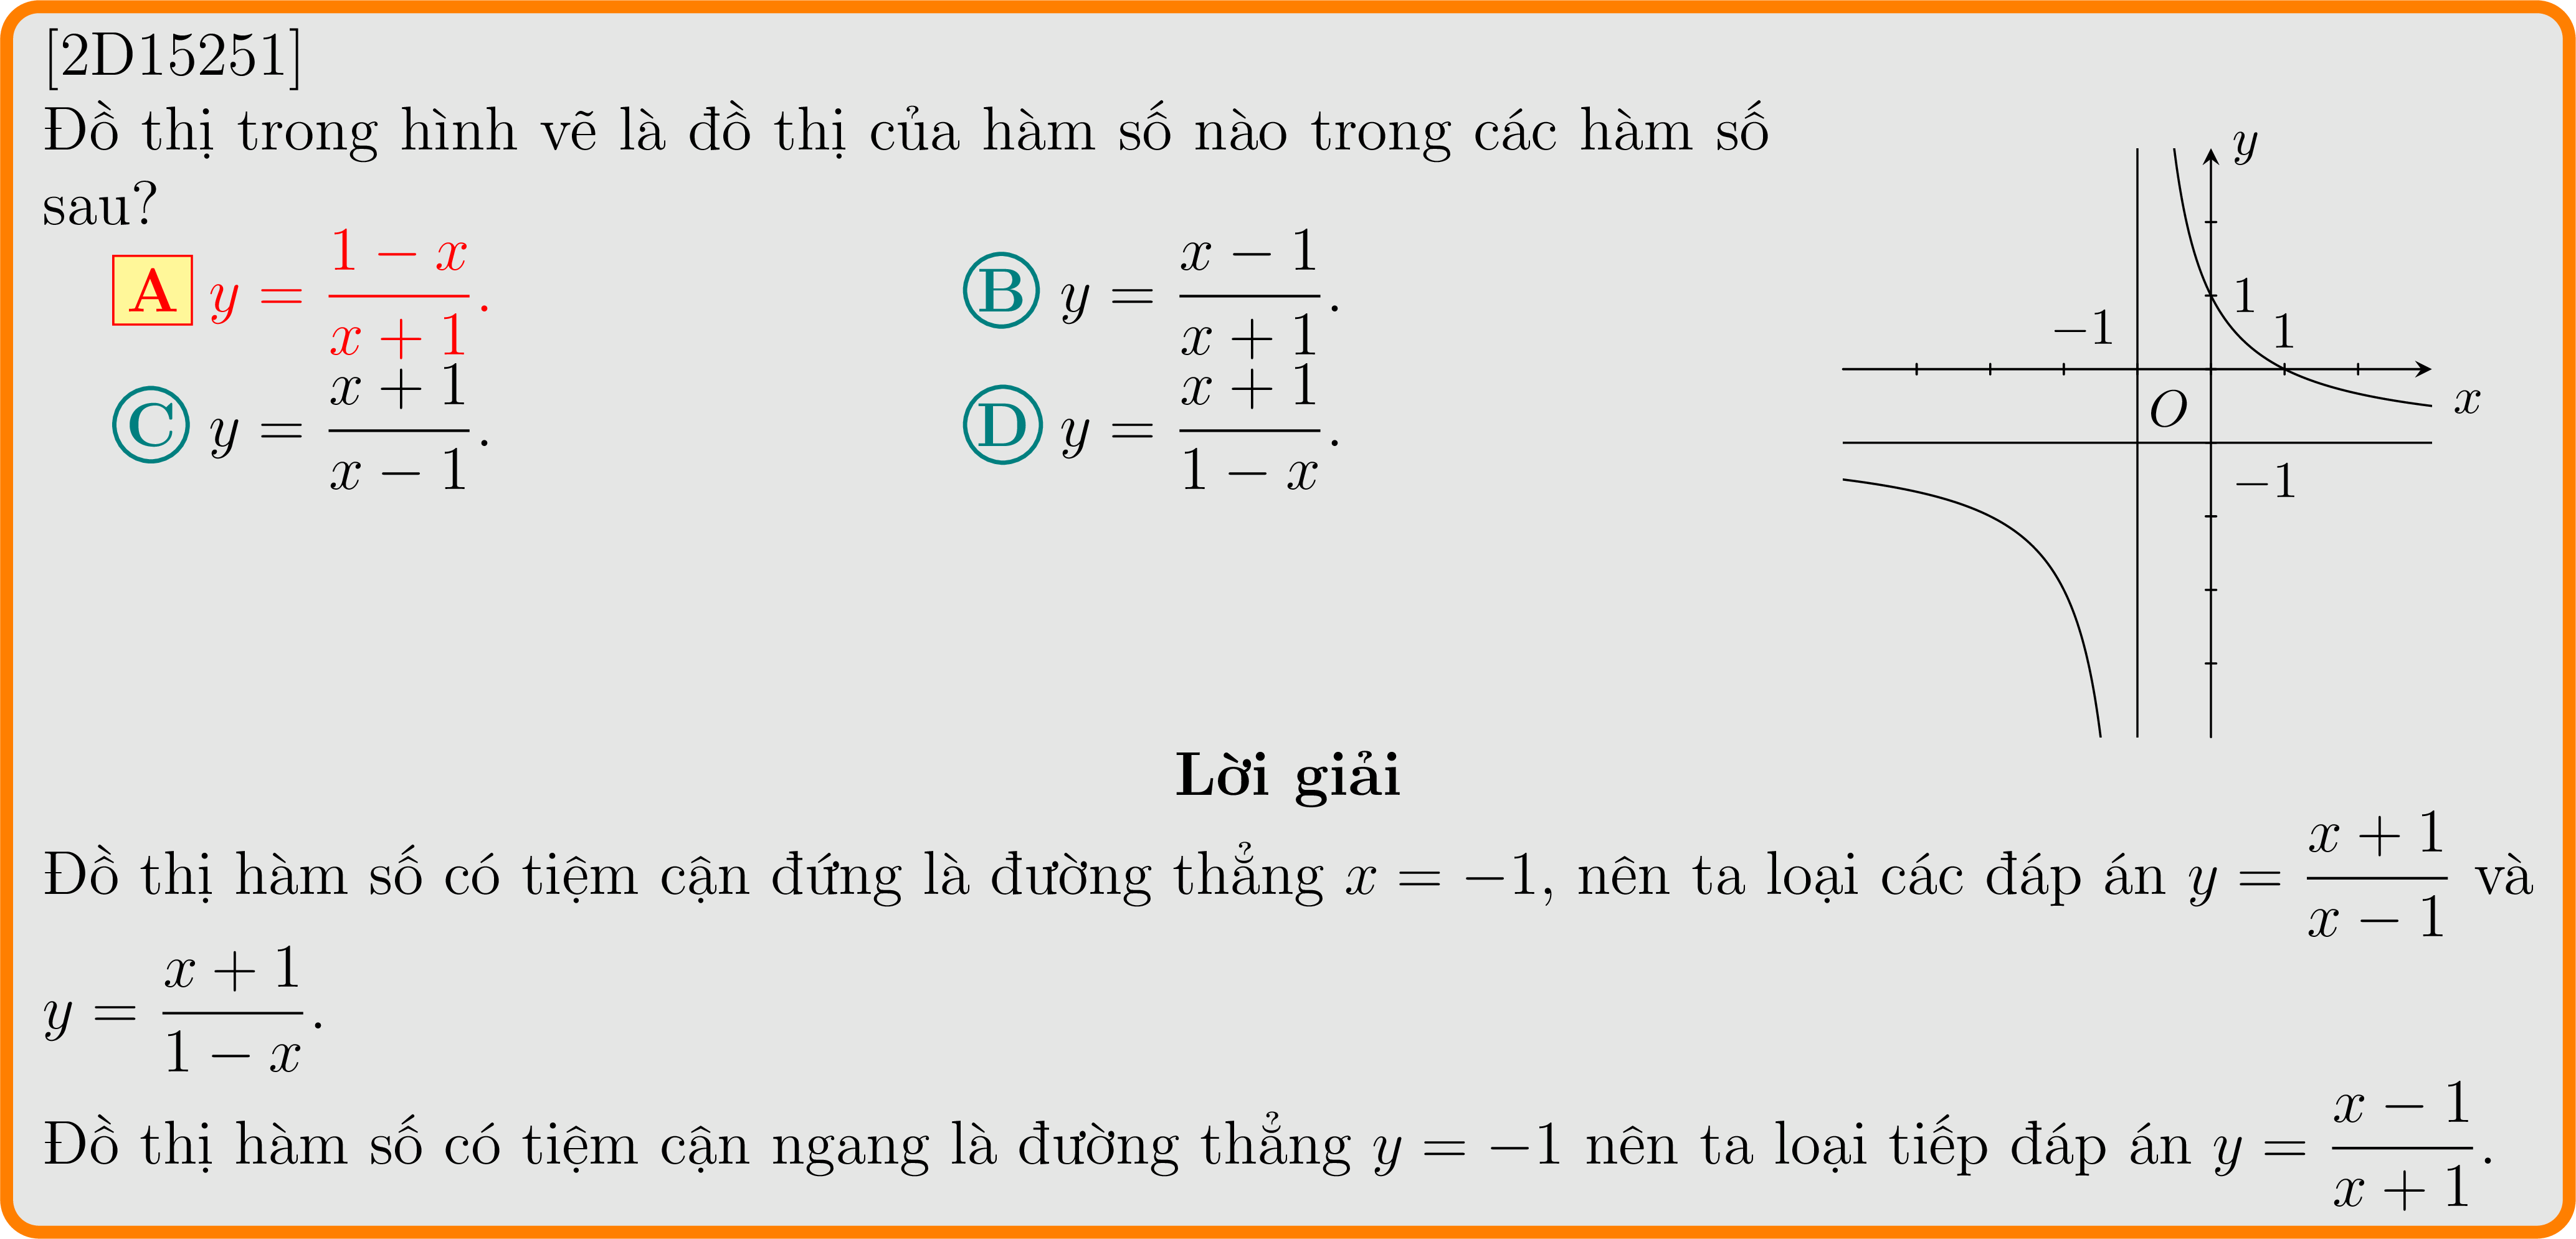 [2D15251]
Đồ thị trong hình vẽ là đồ thị của hàm số nào trong các hàm số
sau?
A y = \frac{1 - x}{x + 1}. B y = \frac{x - 1}{x + 1}.
C y = \frac{x + 1}{x - 1}. D y = \frac{x + 1}{1 - x}.
y
1
1
−1
O
x
−1
Lời giải
Đồ thị hàm số có tiệm cận đứng là đường thẳng x = −1, nên ta loại các đáp án y = \frac{x + 1}{x - 1} và
y = \frac{x + 1}{1 - x}.
Đồ thị hàm số có tiệm cận ngang là đường thẳng y = −1 nên ta loại tiếp đáp án y = \frac{x - 1}{x + 1}.